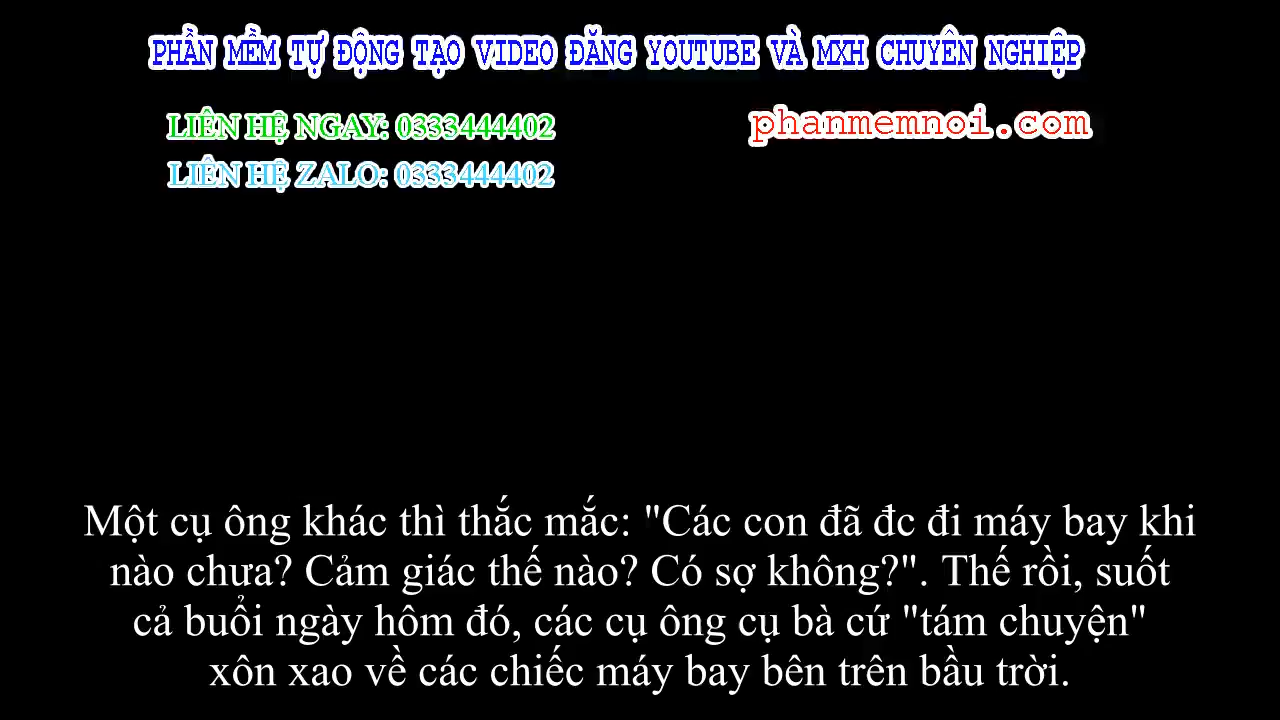 PHẦN MỀM TỰ ĐỘNG TẠO VIDEO ĐĂNG YOUTUBE VÀ MXH CHUYÊN NGHIỆP
LIÊN HỆ NGAY: 0333444402
phanmemnoi.com
LIÊN HỆ ZALO: 0333444402
Một cụ ông khác thì thắc mắc: "Các con đã đc đi máy bay khi
nào chưa? Cảm giác thế nào? Có sợ không?". Thế rồi, suốt
cả buổi ngày hôm đó, các cụ ông cụ bà cứ "tám chuyện"
xôn xao về các chiếc máy bay bên trên bầu trời.